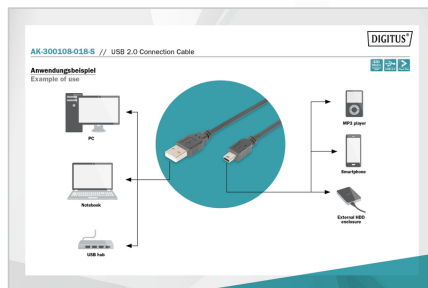 DIGITUS®
AK-300108-018-S // USB 2.0 Connection Cable
Anwendungsbeispiel
Example of use
PC
MP3 player
Smartphone
Notebook
External HDD
enclosure
USB hub